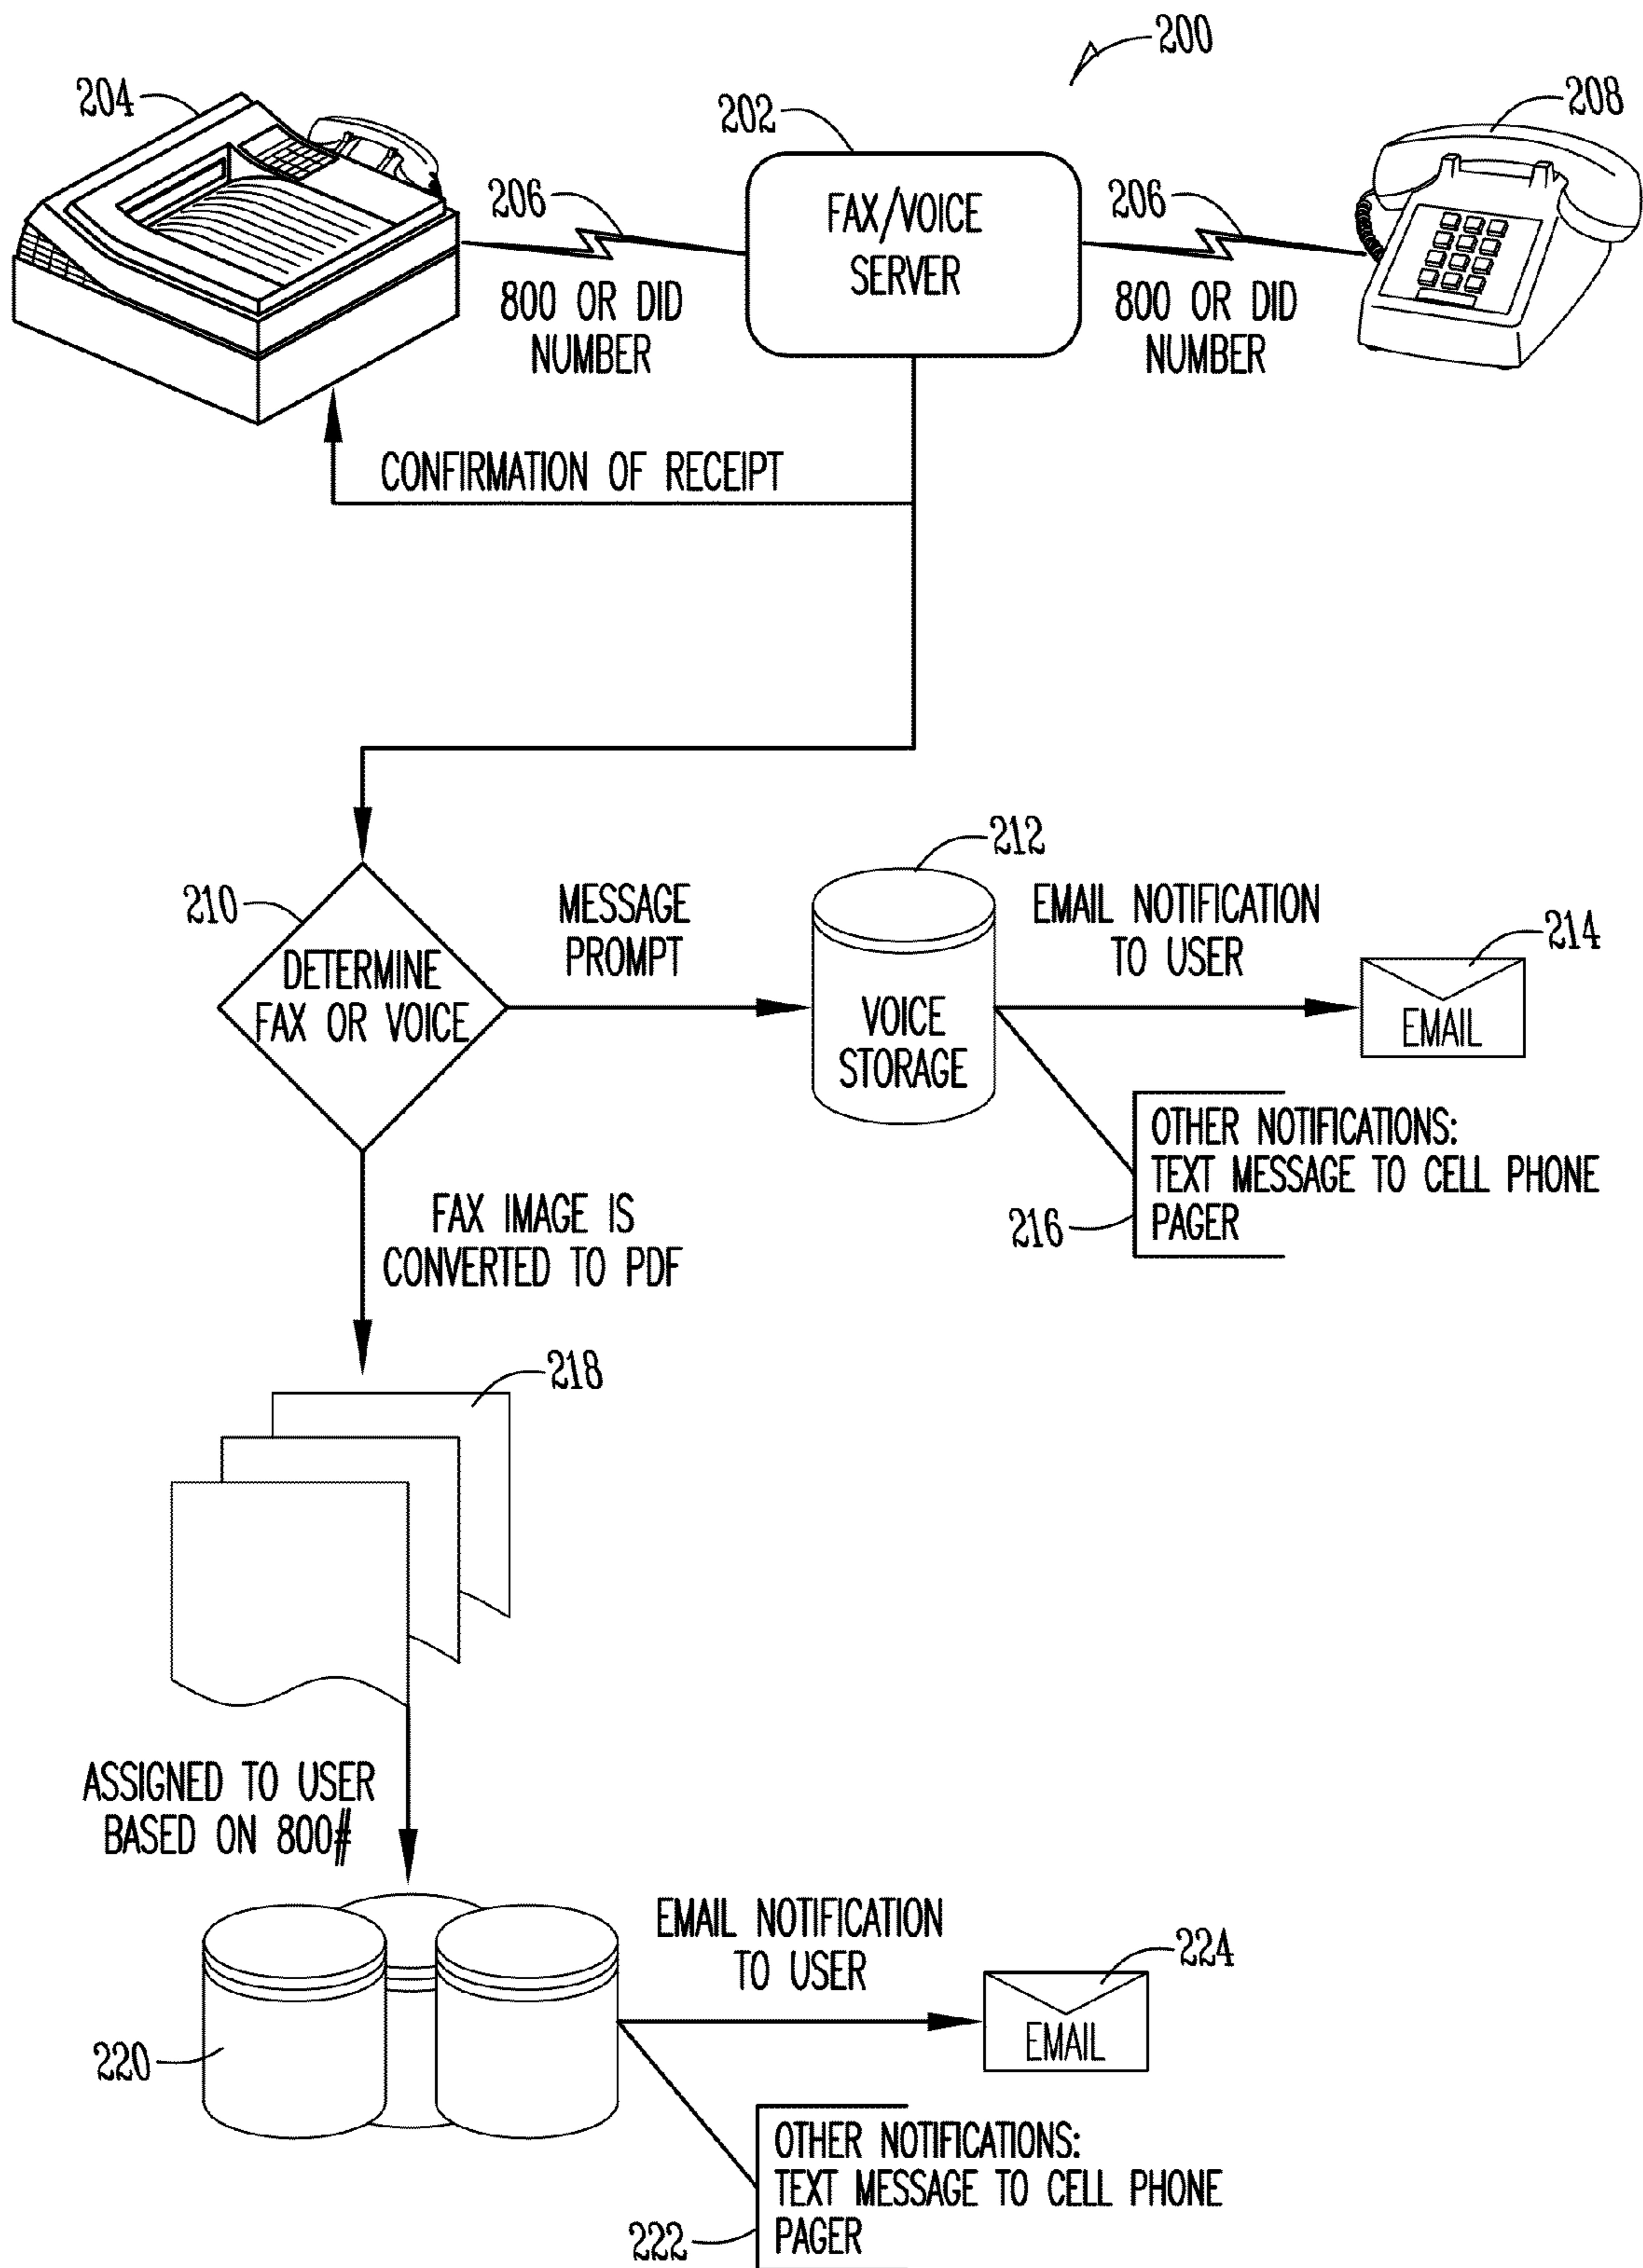 200
204
202
208
206
206
FAX/VOICE
SERVER
800 OR DID
NUMBER
800 OR DID
NUMBER
CONFIRMATION OF RECEIPT
212
210
MESSAGE
PROMPT
EMAIL NOTIFICATION
TO USER
214
DETERMINE
FAX OR VOICE
VOICE
STORAGE
EMAIL
OTHER NOTIFICATIONS:
TEXT MESSAGE TO CELL PHONE
PAGER
216
FAX IMAGE IS
CONVERTED TO PDF
218
ASSIGNED TO USER
BASED ON 800#
EMAIL NOTIFICATION
TO USER
224
EMAIL
220
OTHER NOTIFICATIONS:
TEXT MESSAGE TO CELL PHONE
PAGER
222